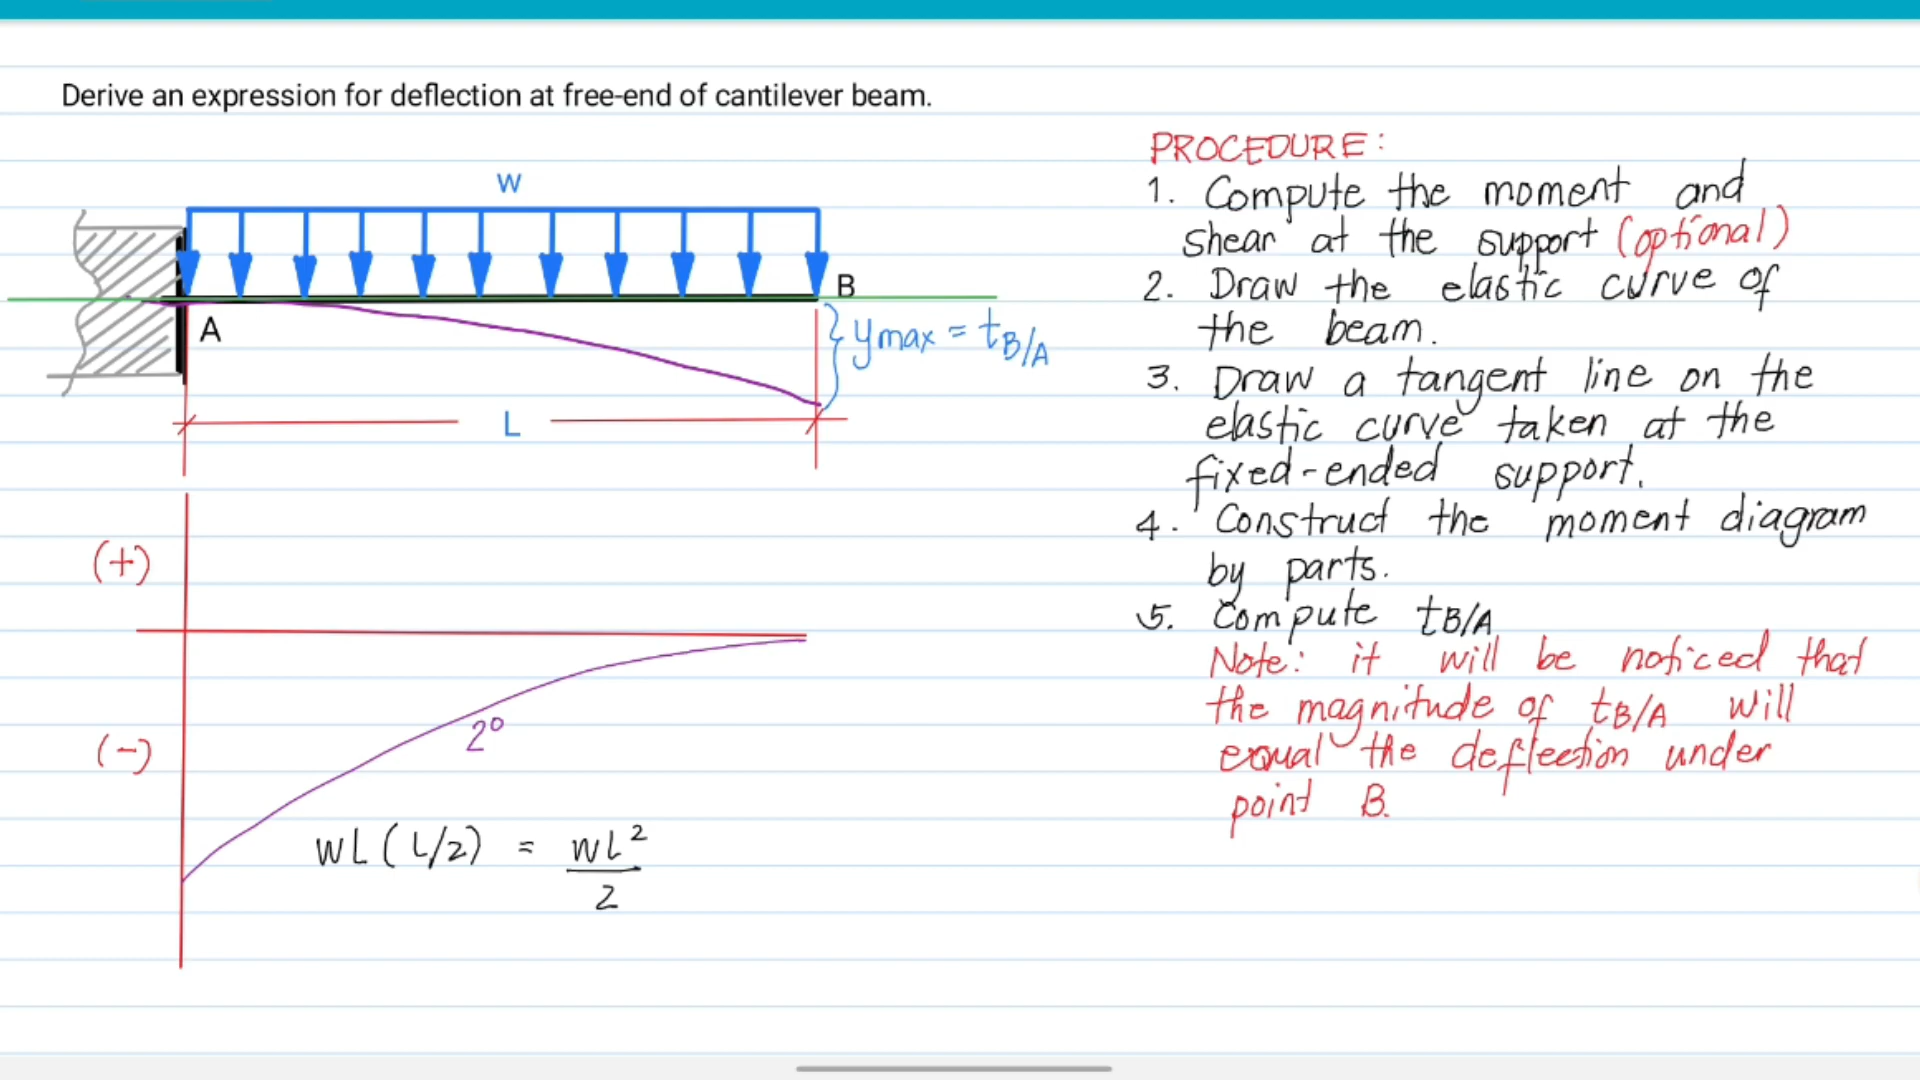 Derive an expression for deflection at free-end of cantilever beam.
w
B
A
ymax = tB/A
L
(+)
(-)
2°
WL (L/2) = WL²/2
PROCEDURE:
1. Compute the moment and
shear at the support (optional)
2. Draw the elastic curve of
the beam.
3. Draw a tangent line on the
elastic curve taken at the
fixed-ended support.
4. Construct the moment diagram
by parts.
5. Compute tB/A
Note: it will be noticed that
the magnitude of tB/A will
equal the deflection under
point B.